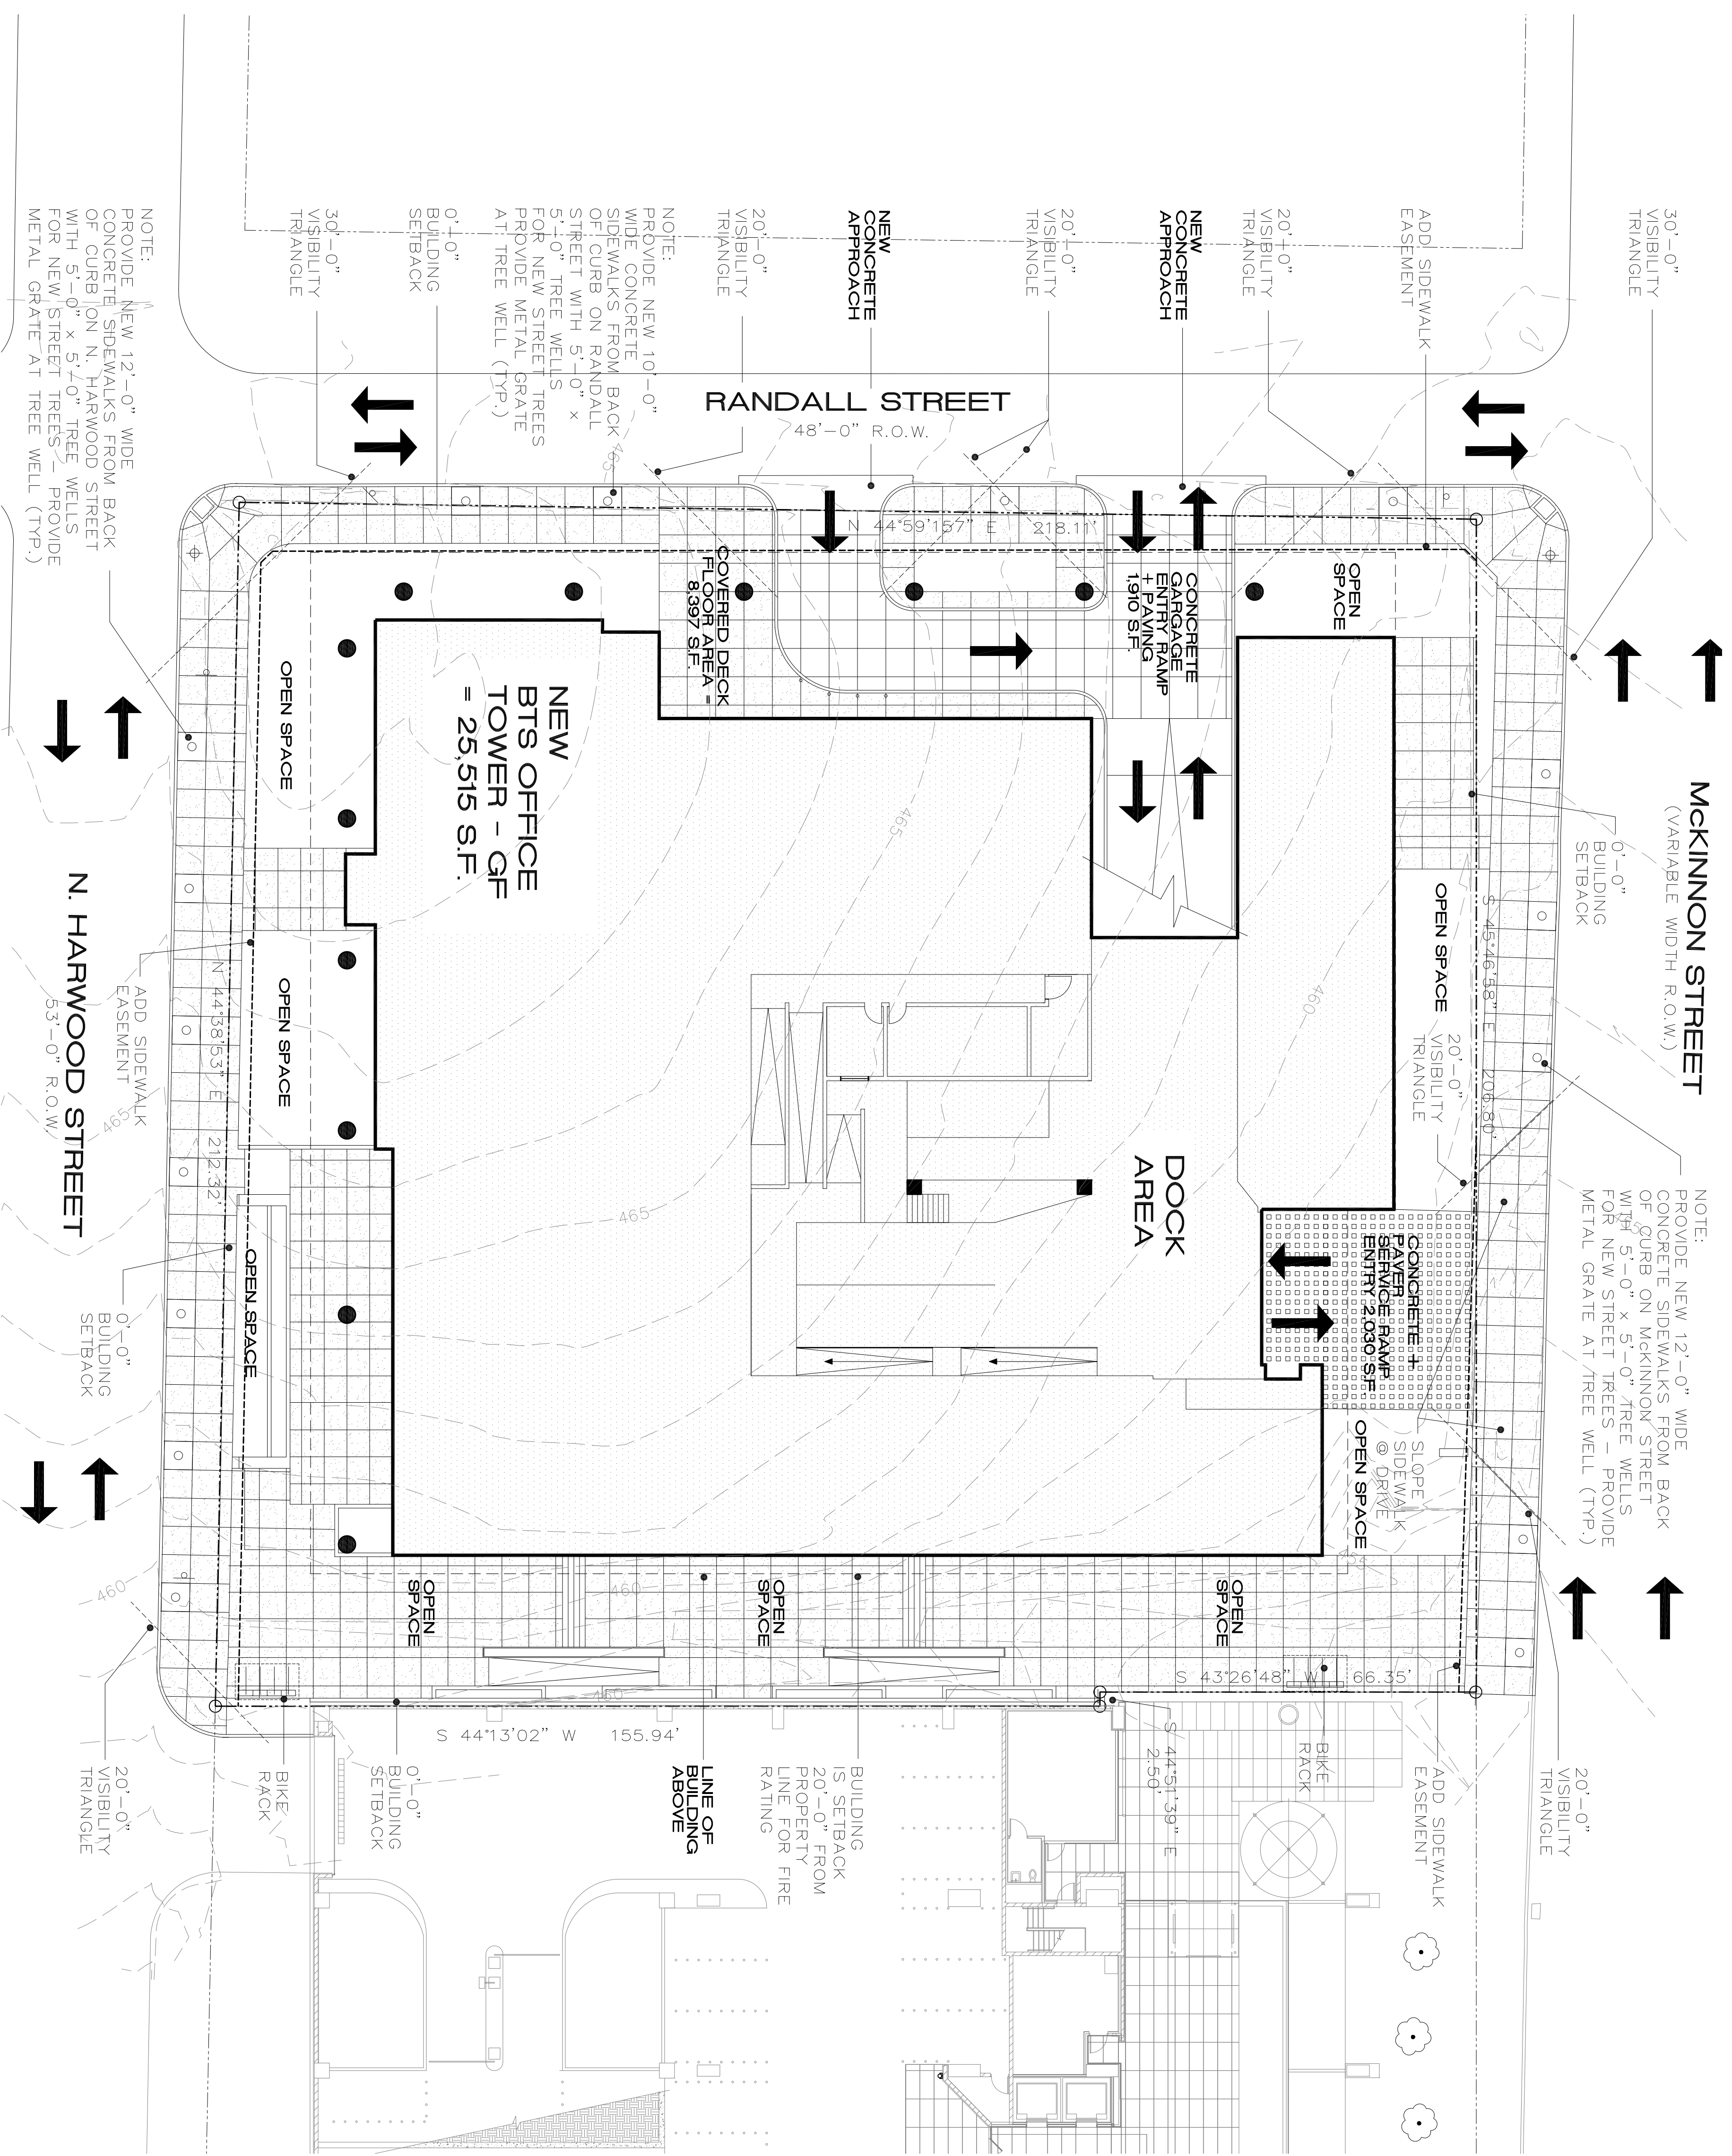 30'-0"
VISIBILITY
TRIANGLE
ADD SIDEWALK
EASEMENT
20'-0"
VISIBILITY
TRIANGLE
NEW
CONCRETE
APPROACH
20'-0"
VISIBILITY
TRIANGLE
NEW
CONCRETE
APPROACH
20'-0"
VISIBILITY
TRIANGLE
NOTE:
PROVIDE NEW 10'-0"
WIDE CONCRETE
SIDEWALKS FROM BACK
OF CURB ON RANDALL
STREET WITH 5'-0" x
5'-0" TREE WELLS
FOR NEW STREET TREES
PROVIDE METAL GRATE
AT TREE WELL (TYP.)
0'-0"
BUILDING
SETBACK
30'-0"
VISIBILITY
TRIANGLE
NOTE:
PROVIDE NEW 12'-0" WIDE
CONCRETE SIDEWALKS FROM BACK
OF CURB ON N. HARWOOD STREET
WITH 5'-0" x 5'-0" TREE WELLS
FOR NEW STREET TREES - PROVIDE
METAL GRATE AT TREE WELL (TYP.)
RANDALL STREET
48'-0" R.O.W.
465
N 44°59'157" E 218.11'
COVERED DECK
FLOOR AREA =
8,397 S.F.
CONCRETE
GARGAGE
ENTRY RAMP
+ PAVING
1,910 S.F.
OPEN
SPACE
McKINNON STREET
(VARIABLE WIDTH R.O.W.)
0'-0"
BUILDING
SETBACK
OPEN SPACE
S 45°46'58" E 206.80'
20'-0"
VISIBILITY
TRIANGLE
NEW
BTS OFFICE
TOWER - GF
= 25,515 S.F.
OPEN SPACE
465
460
OPEN SPACE
N 44°38'53" E 212.32'
ADD SIDEWALK
EASEMENT
465
N. HARWOOD STREET
53'-0" R.O.W.
465
DOCK
AREA
CONCRETE +
PAVER
SERVICE RAMP
ENTRY 2,030 S.F.
NOTE:
PROVIDE NEW 12'-0" WIDE
CONCRETE SIDEWALKS FROM BACK
OF CURB ON McKINNON STREET
WITH 5'-0" x 5'-0" TREE WELLS
FOR NEW STREET TREES - PROVIDE
METAL GRATE AT TREE WELL (TYP.)
OPEN SPACE
0'-0"
BUILDING
SETBACK
SLOPE
SIDEWALK
@ DRIVE
OPEN SPACE
454
460
460
OPEN
SPACE
OPEN
SPACE
OPEN
SPACE
460
S 43°26'48" W 66.35'
S 44°13'02" W 155.94'
S 44°51'39" E
2.50'
20'-0"
VISIBILITY
TRIANGLE
ADD SIDEWALK
EASEMENT
BIKE
RACK
BUILDING
IS SETBACK
20'-0" FROM
PROPERTY
LINE FOR FIRE
RATING
LINE OF
BUILDING
ABOVE
0'-0"
BUILDING
SETBACK
BIKE
RACK
20'-0"
VISIBILITY
TRIANGLE